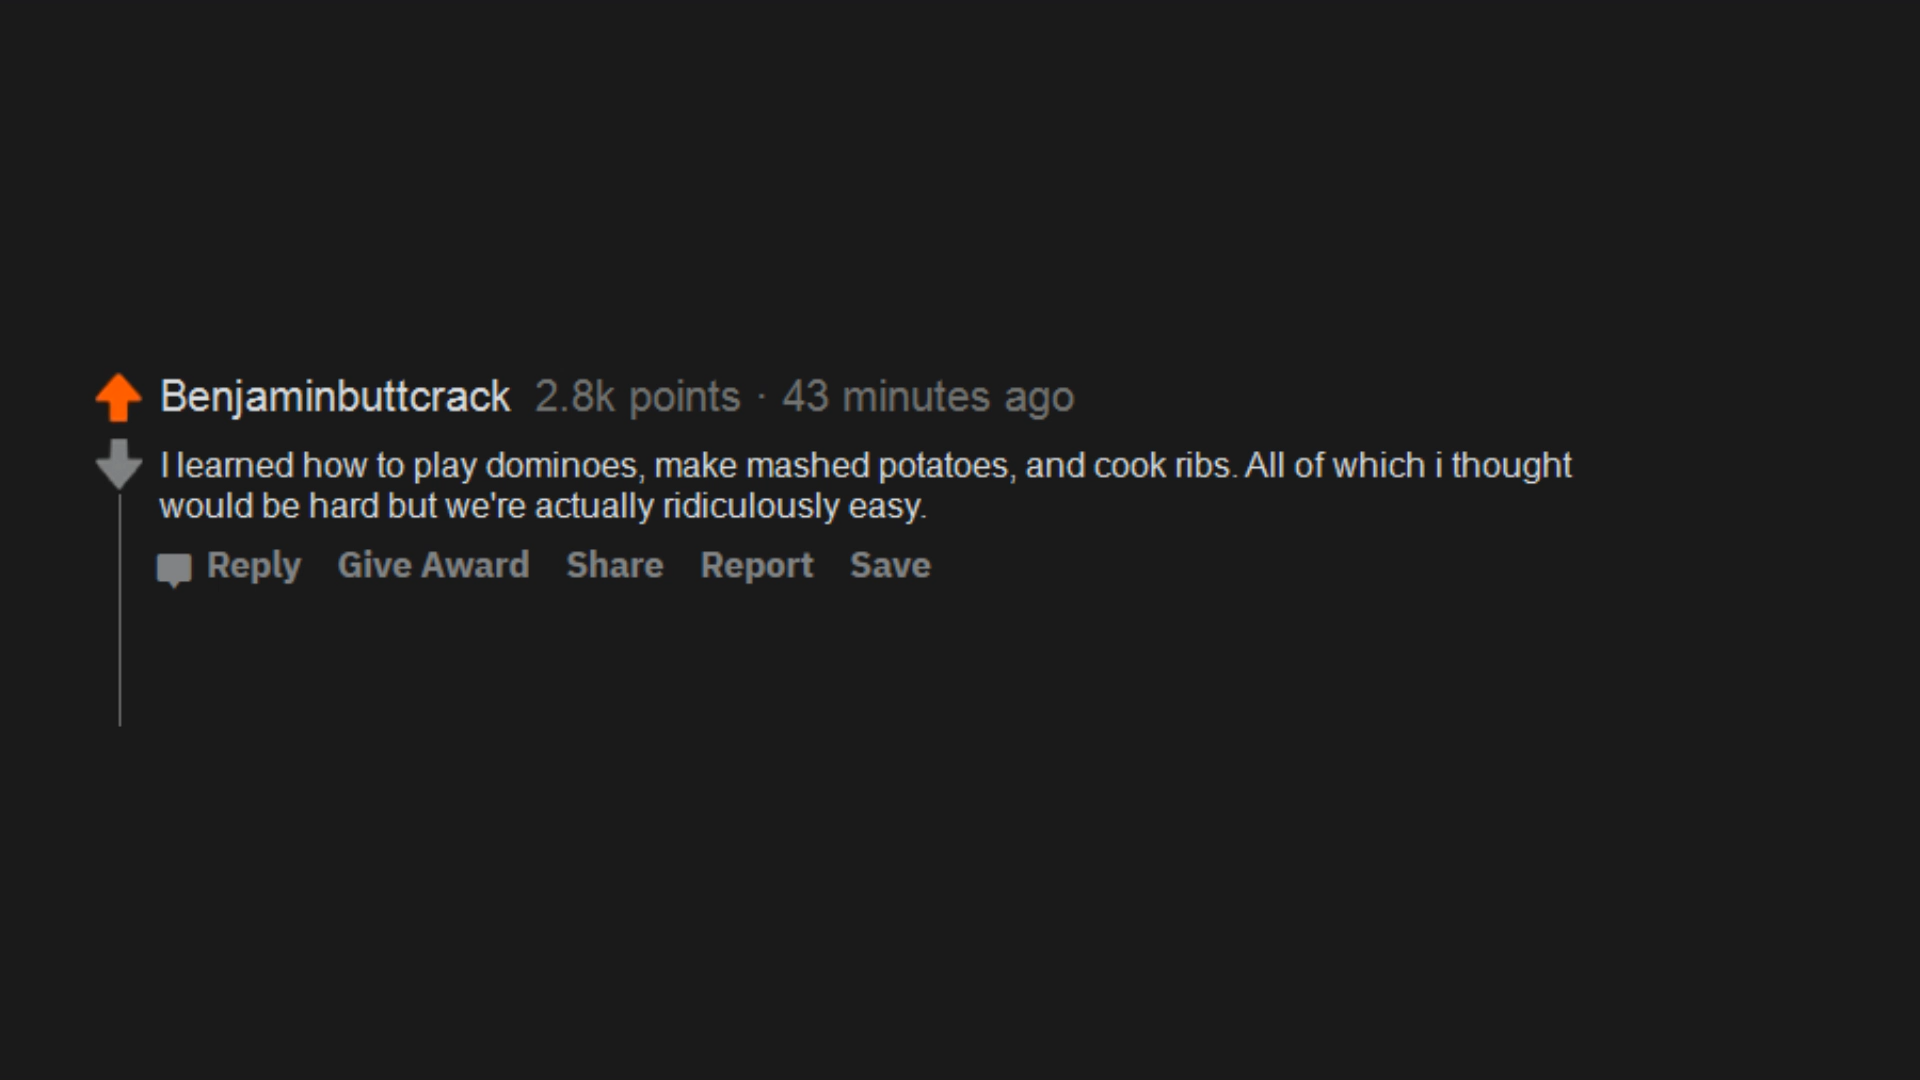 Benjaminbuttcrack 2.8k points · 43 minutes ago
I learned how to play dominoes, make mashed potatoes, and cook ribs. All of which i thought
would be hard but we're actually ridiculously easy.
Reply Give Award Share Report Save